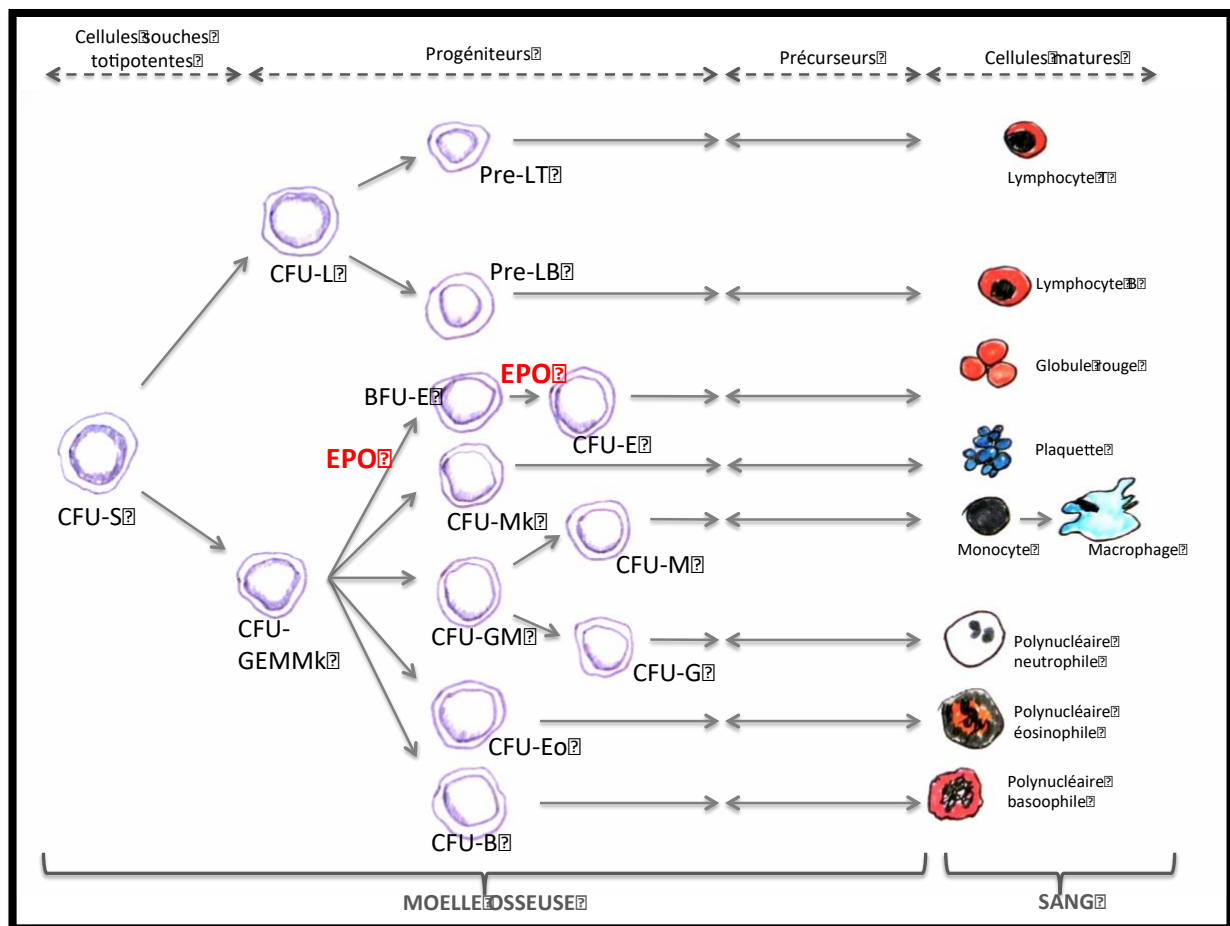 Cellules souches
totipotentes
Progéniteurs
Précurseurs
Cellules matures
Pre-LT
Lymphocyte T
CFU-L
Pre-LB
Lymphocyte B
EPO
BFU-E
Globule rouge
CFU-E
EPO
Plaquette
CFU-S
CFU-Mk
CFU-M
Monocyte
Macrophage
CFU-
GEMMk
CFU-GM
CFU-G
Polynucléaire
neutrophile
CFU-Eo
Polynucléaire
éosinophile
Polynucléaire
basoophile
CFU-B
MOELLE OSSEUSE
SANG